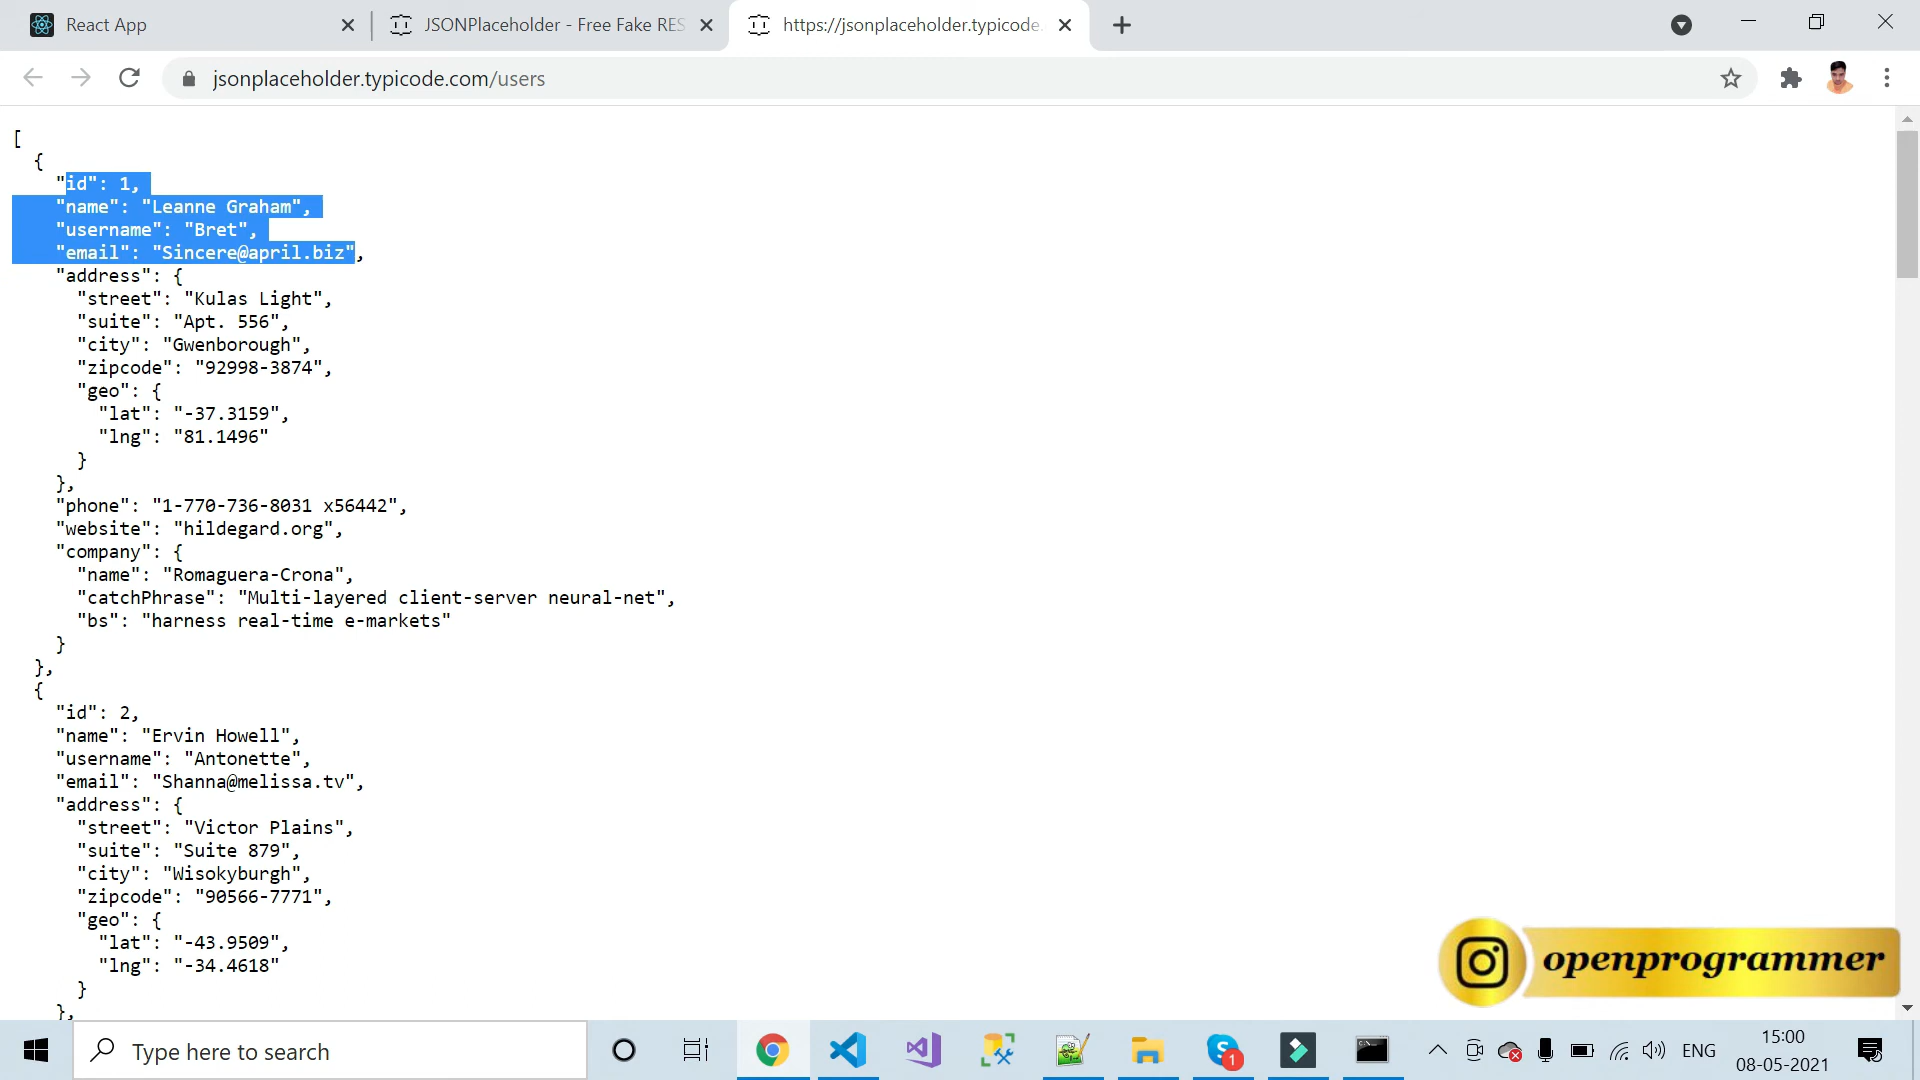 React App
JSONPlaceholder - Free Fake RES
https://jsonplaceholder.typicode.
jsonplaceholder.typicode.com/users
[
  {
    "id": 1,
    "name": "Leanne Graham",
    "username": "Bret",
    "email": "Sincere@april.biz",
    "address": {
      "street": "Kulas Light",
      "suite": "Apt. 556",
      "city": "Gwenborough",
      "zipcode": "92998-3874",
      "geo": {
        "lat": "-37.3159",
        "lng": "81.1496"
      }
    },
    "phone": "1-770-736-8031 x56442",
    "website": "hildegard.org",
    "company": {
      "name": "Romaguera-Crona",
      "catchPhrase": "Multi-layered client-server neural-net",
      "bs": "harness real-time e-markets"
    }
  },
  {
    "id": 2,
    "name": "Ervin Howell",
    "username": "Antonette",
    "email": "Shanna@melissa.tv",
    "address": {
      "street": "Victor Plains",
      "suite": "Suite 879",
      "city": "Wisokyburgh",
      "zipcode": "90566-7771",
      "geo": {
        "lat": "-43.9509",
        "lng": "-34.4618"
      }
    },
openprogrammer
Type here to search
1
ENG
15:00
08-05-2021